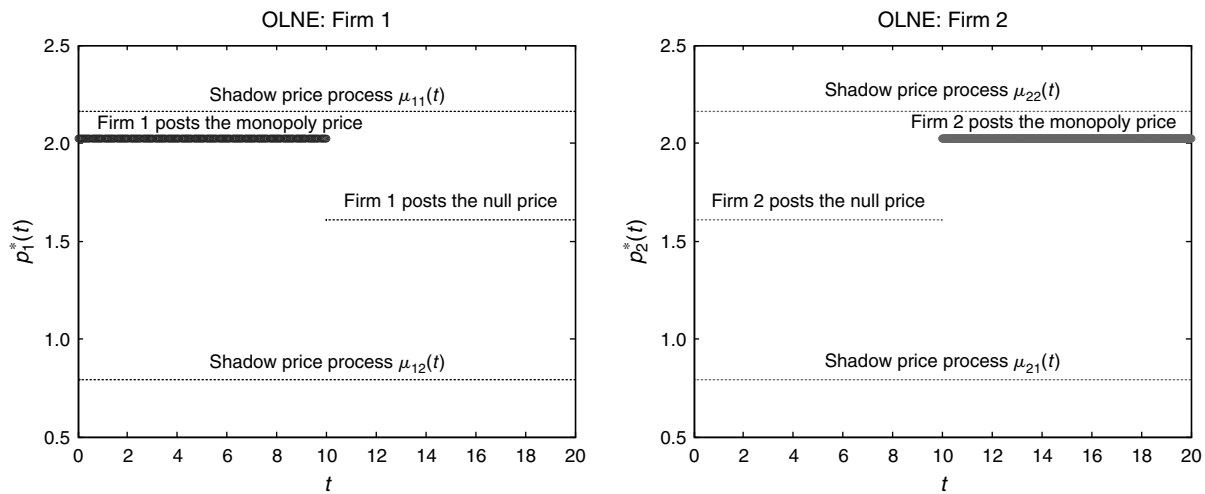 OLNE: Firm 1
2.5
2.0
1.5
1.0
0.5
p₁*(t)
Shadow price process μ₁₁(t)
Firm 1 posts the monopoly price
Firm 1 posts the null price
Shadow price process μ₁₂(t)
0 2 4 6 8 10 12 14 16 18 20
t
OLNE: Firm 2
2.5
2.0
1.5
1.0
0.5
p₂*(t)
Shadow price process μ₂₂(t)
Firm 2 posts the monopoly price
Firm 2 posts the null price
Shadow price process μ₂₁(t)
0 2 4 6 8 10 12 14 16 18 20
t